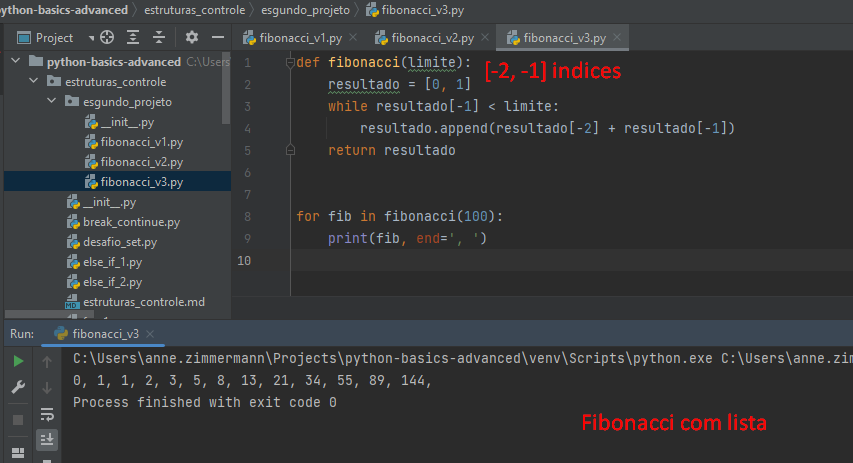 python-basics-advanced estruturas_controle esgundo_projeto fibonacci_v3.py
Project
fibonacci_v1.py fibonacci_v2.py fibonacci_v3.py
python-basics-advanced C:\Users
estruturas_controle
esgundo_projeto
__init__.py
fibonacci_v1.py
fibonacci_v2.py
fibonacci_v3.py
__init__.py
break_continue.py
desafio_set.py
else_if_1.py
else_if_2.py
estruturas_controle.md
1 def fibonacci(limite):
[-2, -1] indices
2 resultado = [0, 1]
3 while resultado[-1] < limite:
4 resultado.append(resultado[-2] + resultado[-1])
5 return resultado
6
7
8 for fib in fibonacci(100):
9 print(fib, end=', ')
10
Run: fibonacci_v3
C:\Users\anne.zimmermann\Projects\python-basics-advanced\venv\Scripts\python.exe C:\Users\anne.zim
0, 1, 1, 2, 3, 5, 8, 13, 21, 34, 55, 89, 144,
Process finished with exit code 0
Fibonacci com lista